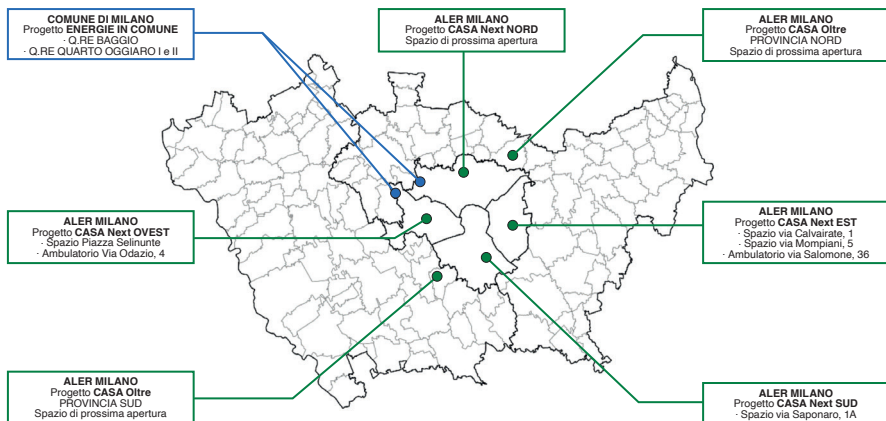 COMUNE DI MILANO
Progetto ENERGIE IN COMUNE
· Q.RE BAGGIO
· Q.RE QUARTO OGGIARO I e II
ALER MILANO
Progetto CASA Next NORD
Spazio di prossima apertura
ALER MILANO
Progetto CASA Oltre
PROVINCIA NORD
Spazio di prossima apertura
ALER MILANO
Progetto CASA Next OVEST
· Spazio Piazza Selinunte
· Ambulatorio Via Odazio, 4
ALER MILANO
Progetto CASA Next EST
· Spazio via Calvairate, 1
· Spazio via Mompiani, 5
· Ambulatorio via Salomone, 36
ALER MILANO
Progetto CASA Oltre
PROVINCIA SUD
Spazio di prossima apertura
ALER MILANO
Progetto CASA Next SUD
· Spazio via Saponaro, 1A